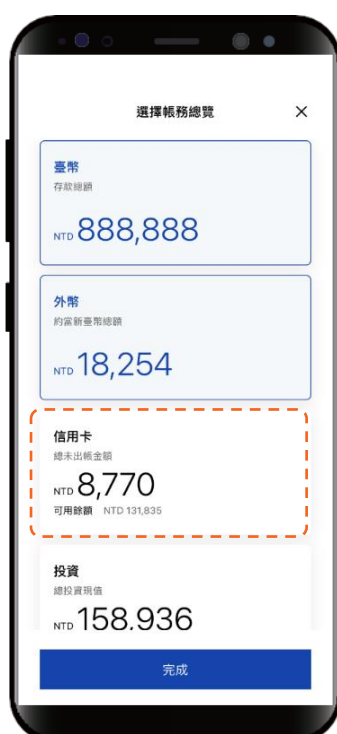 選擇帳務總覽
臺幣
存款總額
NTD 888,888
外幣
約當新臺幣總額
NTD 18,254
信用卡
總未出帳金額
NTD 8,770
可用餘額 NTD 131,835
投資
總投資現值
NTD 158,936
完成